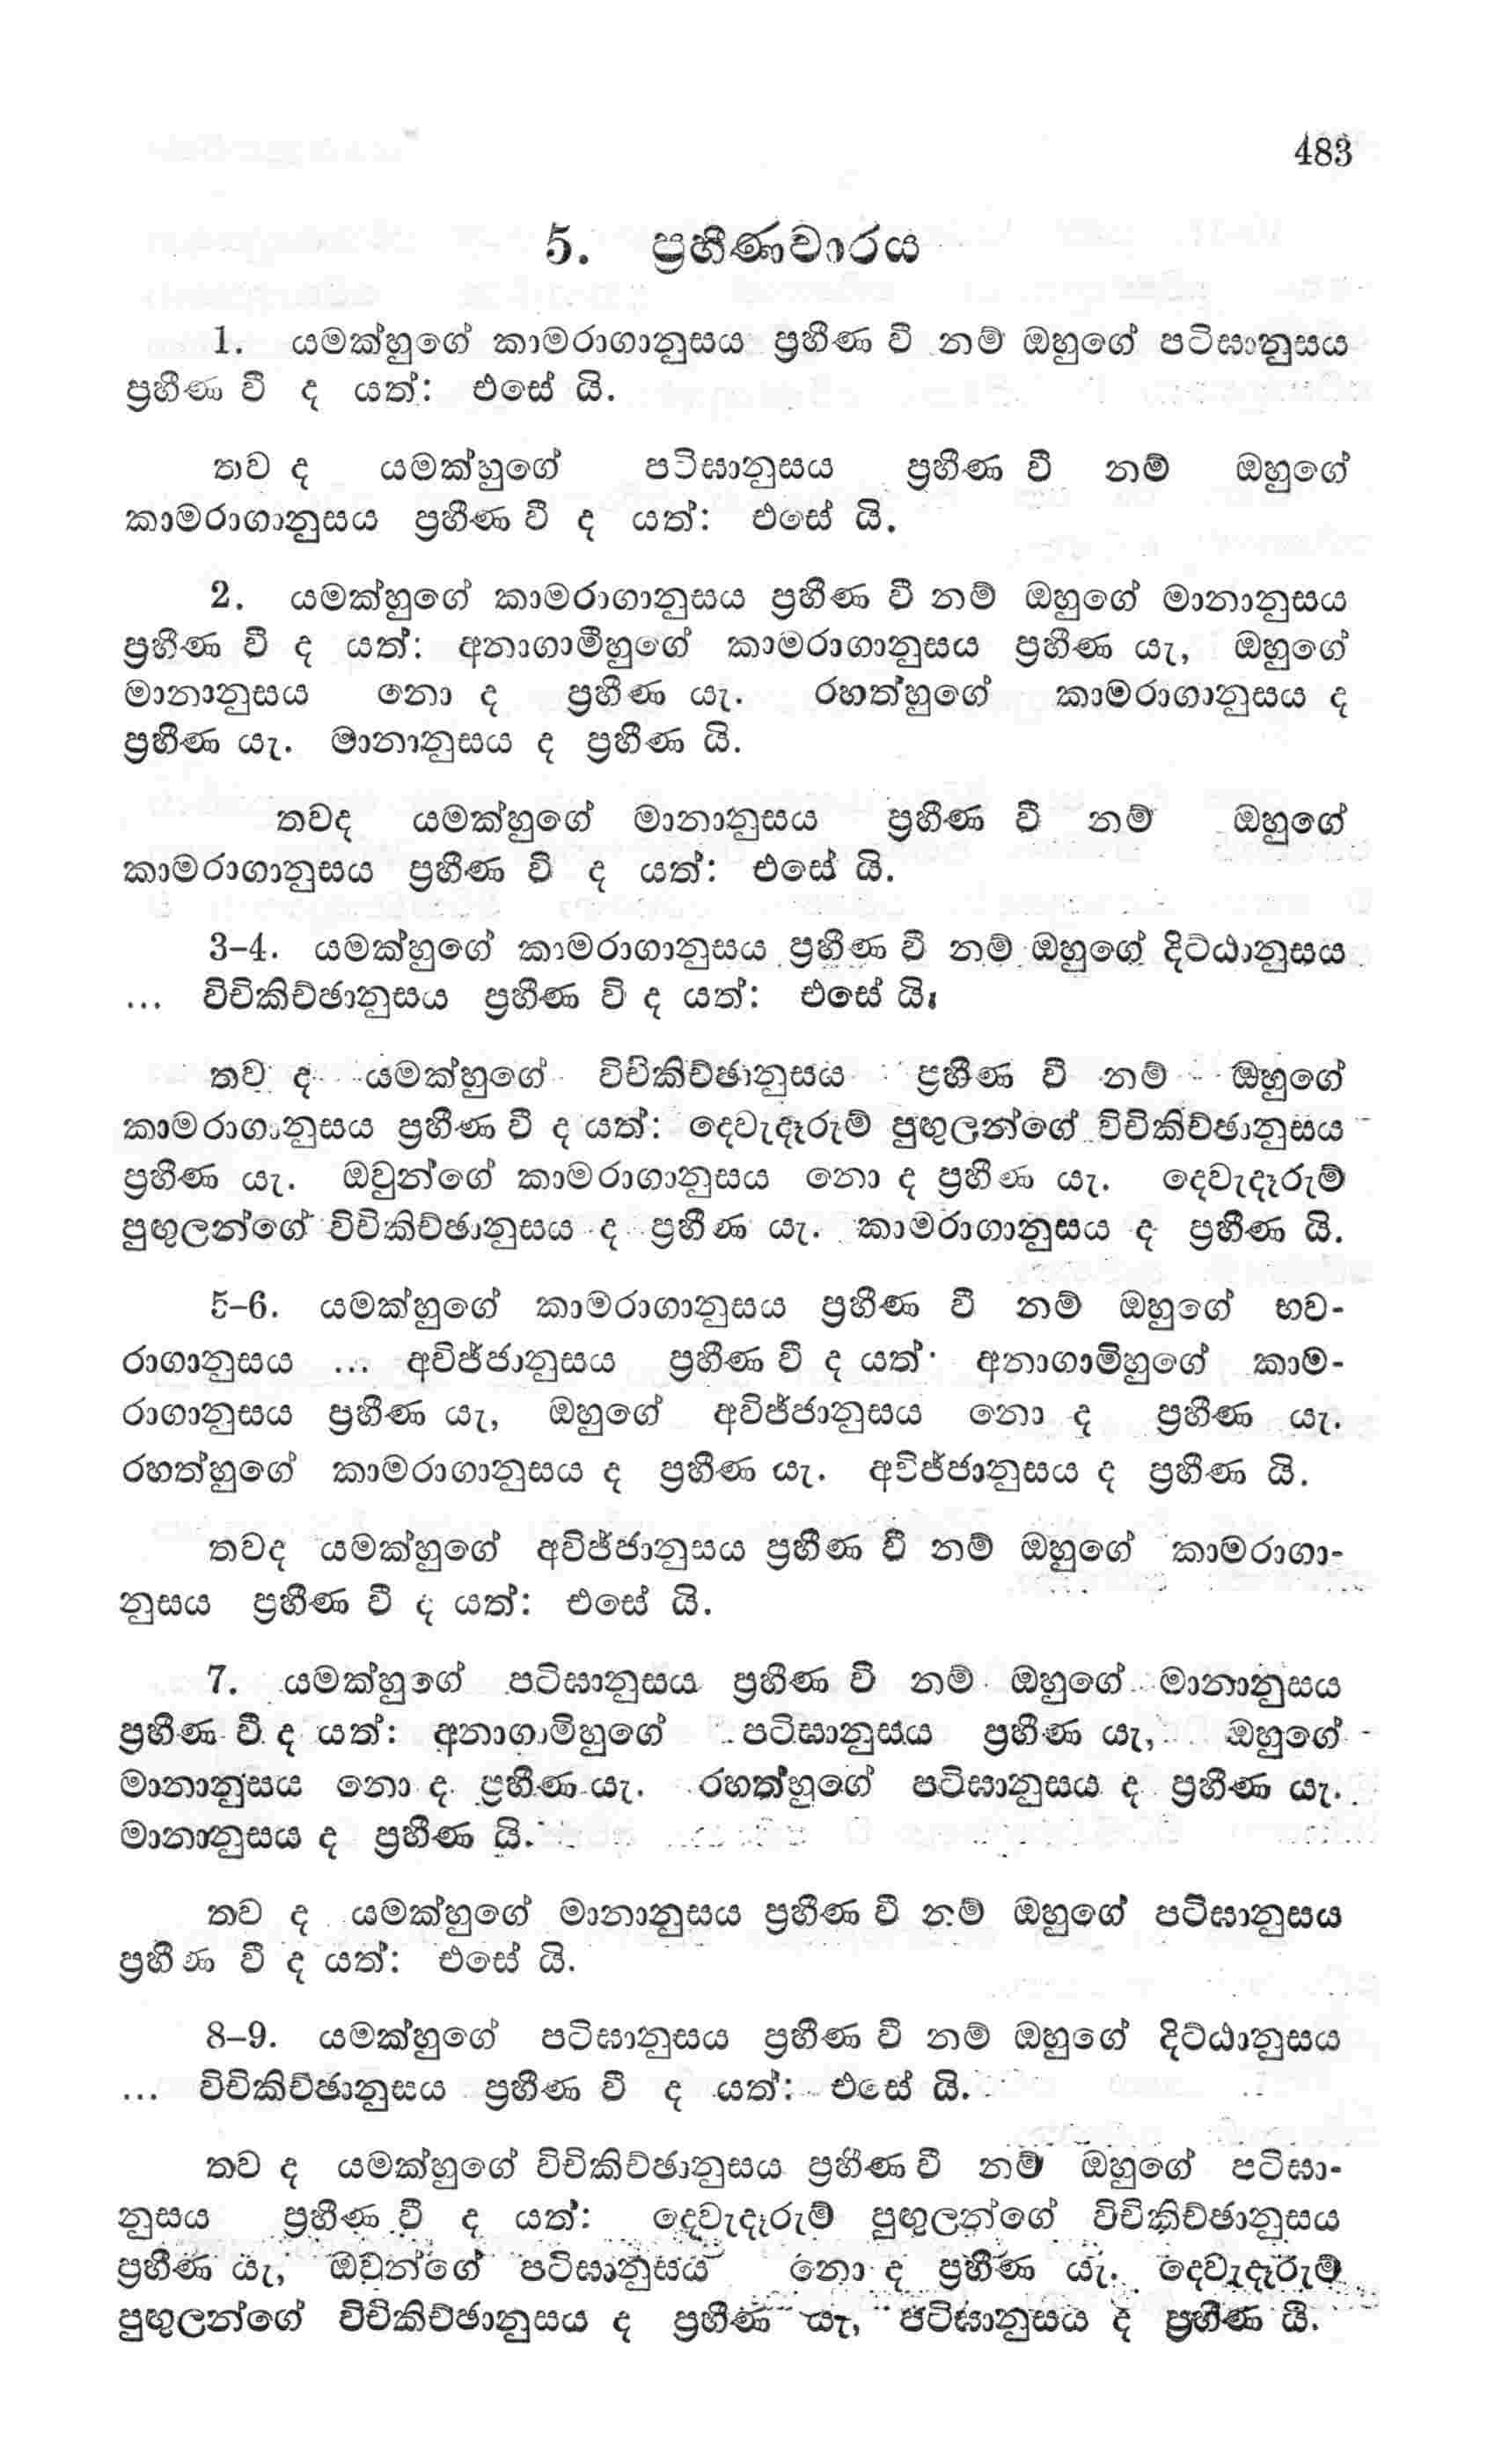 483
5. ප්‍රහීණවාරය
1. යමක්හුගේ කාමරාගානුසය ප්‍රහීණ වී නම් ඔහුගේ පටිඝානුසය
ප්‍රහීණ වී ද යත්: එසේ යි.
තව ද යමක්හුගේ පටිඝානුසය ප්‍රහීණ වී නම් ඔහුගේ
කාමරාගානුසය ප්‍රහීණ වී ද යත්: එසේ යි.
2. යමක්හුගේ කාමරාගානුසය ප්‍රහීණ වී නම් ඔහුගේ මානානුසය
ප්‍රහීණ වී ද යත්: අනාගාමීහුගේ කාමරාගානුසය ප්‍රහීණ යැ, ඔහුගේ
මානානුසය නො ද ප්‍රහීණ යැ. රහත්හුගේ කාමරාගානුසය ද
ප්‍රහීණ යැ. මානානුසය ද ප්‍රහීණ යි.
තවද යමක්හුගේ මානානුසය ප්‍රහීණ වී නම් ඔහුගේ
කාමරාගානුසය ප්‍රහීණ වී ද යත්: එසේ යි.
3–4. යමක්හුගේ කාමරාගානුසය ප්‍රහීණ වී නම් ඔහුගේ දිට්ඨානුසය
... විචිකිච්ඡානුසය ප්‍රහීණ වි ද යත්: එසේ යි.
තව ද යමක්හුගේ විචිකිච්ඡානුසය ප්‍රහීණ වී නම් ඔහුගේ
කාමරාගානුසය ප්‍රහීණ වී ද යත්: දෙවැදෑරුම් පුඟුලන්ගේ විචිකිච්ඡානුසය
ප්‍රහීණ යැ. ඔවුන්ගේ කාමරාගානුසය නො ද ප්‍රහීණ යැ. දෙවැදෑරුම්
පුඟුලන්ගේ විචිකිච්ඡානුසය ද ප්‍රහීණ යැ. කාමරාගානුසය ද ප්‍රහීණ යි.
5–6. යමක්හුගේ කාමරාගානුසය ප්‍රහීණ වී නම් ඔහුගේ භව-
රාගානුසය ... අවිජ්ජානුසය ප්‍රහීණ වී ද යත්: අනාගාමිහුගේ කාම-
රාගානුසය ප්‍රහීණ යැ, ඔහුගේ අවිජ්ජානුසය නො ද ප්‍රහීණ යැ.
රහත්හුගේ කාමරාගානුසය ද ප්‍රහීණ යැ. අවිජ්ජානුසය ද ප්‍රහීණ යි.
තවද යමක්හුගේ අවිජ්ජානුසය ප්‍රහීණ වී නම් ඔහුගේ කාමරාගා-
නුසය ප්‍රහීණ වී ද යත්: එසේ යි.
7. යමක්හුගේ පටිඝානුසය ප්‍රහීණ වී නම් ඔහුගේ මානානුසය
ප්‍රහීණ වී ද යත්: අනාගාමිහුගේ පටිඝානුසය ප්‍රහීණ යැ, ඔහුගේ
මානානුසය නො ද ප්‍රහීණ යැ. රහත්හුගේ පටිඝානුසය ද ප්‍රහීණ යැ.
මානානුසය ද ප්‍රහීණ යි.
තව ද යමක්හුගේ මානානුසය ප්‍රහීණ වී නම් ඔහුගේ පටිඝානුසය
ප්‍රහීණ වී ද යත්: එසේ යි.
8–9. යමක්හුගේ පටිඝානුසය ප්‍රහීණ වී නම් ඔහුගේ දිට්ඨානුසය
... විචිකිච්ඡානුසය ප්‍රහීණ වී ද යත්: එසේ යි.
තව ද යමක්හුගේ විචිකිච්ඡානුසය ප්‍රහීණ වී නම් ඔහුගේ පටිඝා-
නුසය ප්‍රහීණ වී ද යත්: දෙවැදෑරුම් පුඟුලන්ගේ විචිකිච්ඡානුසය
ප්‍රහීණ යැ, ඔවුන්ගේ පටිඝානුසය නො ද ප්‍රහීණ යැ. දෙවැදෑරුම්
පුඟුලන්ගේ විචිකිච්ඡානුසය ද ප්‍රහීණ යැ, පටිඝානුසය ද ප්‍රහීණ යි.